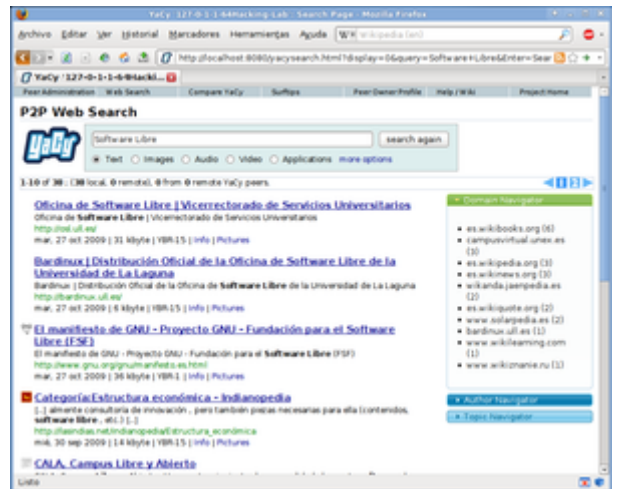 YaCy '127-0-1-1-64Hacking Lab': Search Page - Mozilla Firefox
Archivo Editar Ver Historial Marcadores Herramientas Ayuda wikipedia (en)
http://localhost:8080/yacysearch.html?display=0&query=Software+Libre&Enter=Sear
YaCy '127-0-1-1-64Hacki...
Peer Administration Web Search Compare YaCy Surftips Peer Owner Profile Help / Wiki Project Home
P2P Web Search
YaCy
Software Libre search again
Text Images Audio Video Applications more options
1-10 of 30 ; (30 local, 0 remote), 0 from 0 remote YaCy peers.
1 2
Oficina de Software Libre | Vicerrectorado de Servicios Universitarios
Oficina de Software Libre | Vicerrectorado de Servicios Universitarios
http://osl.ull.es/
mar, 27 oct 2009 | 31 kbyte | YBR-15 | Info | Pictures
Bardinux | Distribución Oficial de la Oficina de Software Libre de la
Universidad de La Laguna
Bardinux | Distribución Oficial de la Oficina de Software Libre de la Universidad de La Laguna
http://bardinux.ull.es/
mar, 27 oct 2009 | 6 kbyte | YBR-15 | Info | Pictures
El manifiesto de GNU - Proyecto GNU - Fundación para el Software
Libre (FSF)
El manifiesto de GNU - Proyecto GNU - Fundación para el Software Libre (FSF)
http://www.gnu.org/gnu/manifesto.es.html
mar, 27 oct 2009 | 36 kbyte | YBR-1 | Info | Pictures
Categoría:Estructura económica - Indianopedia
[..] almente consultoría de innovación , pero también piezas necesarias para ella (contenidos,
software libre , etc.) [..]
http://lasindias.net/indianopedia/Estructura_económica
mié, 30 sep 2009 | 14 kbyte | YBR-15 | Info | Pictures
CALA, Campus Libre y Abierto
Domain Navigator
es.wikibooks.org (6)
campusvirtual.unex.es
(3)
es.wikipedia.org (3)
es.wikinews.org (3)
wikanda.jaenpedia.es
(2)
es.wikiquote.org (2)
www.solarpedia.es (2)
bardinux.ull.es (1)
www.wikilearning.com
(1)
www.wikiznanie.ru (1)
Author Navigator
Topic Navigator
Listo